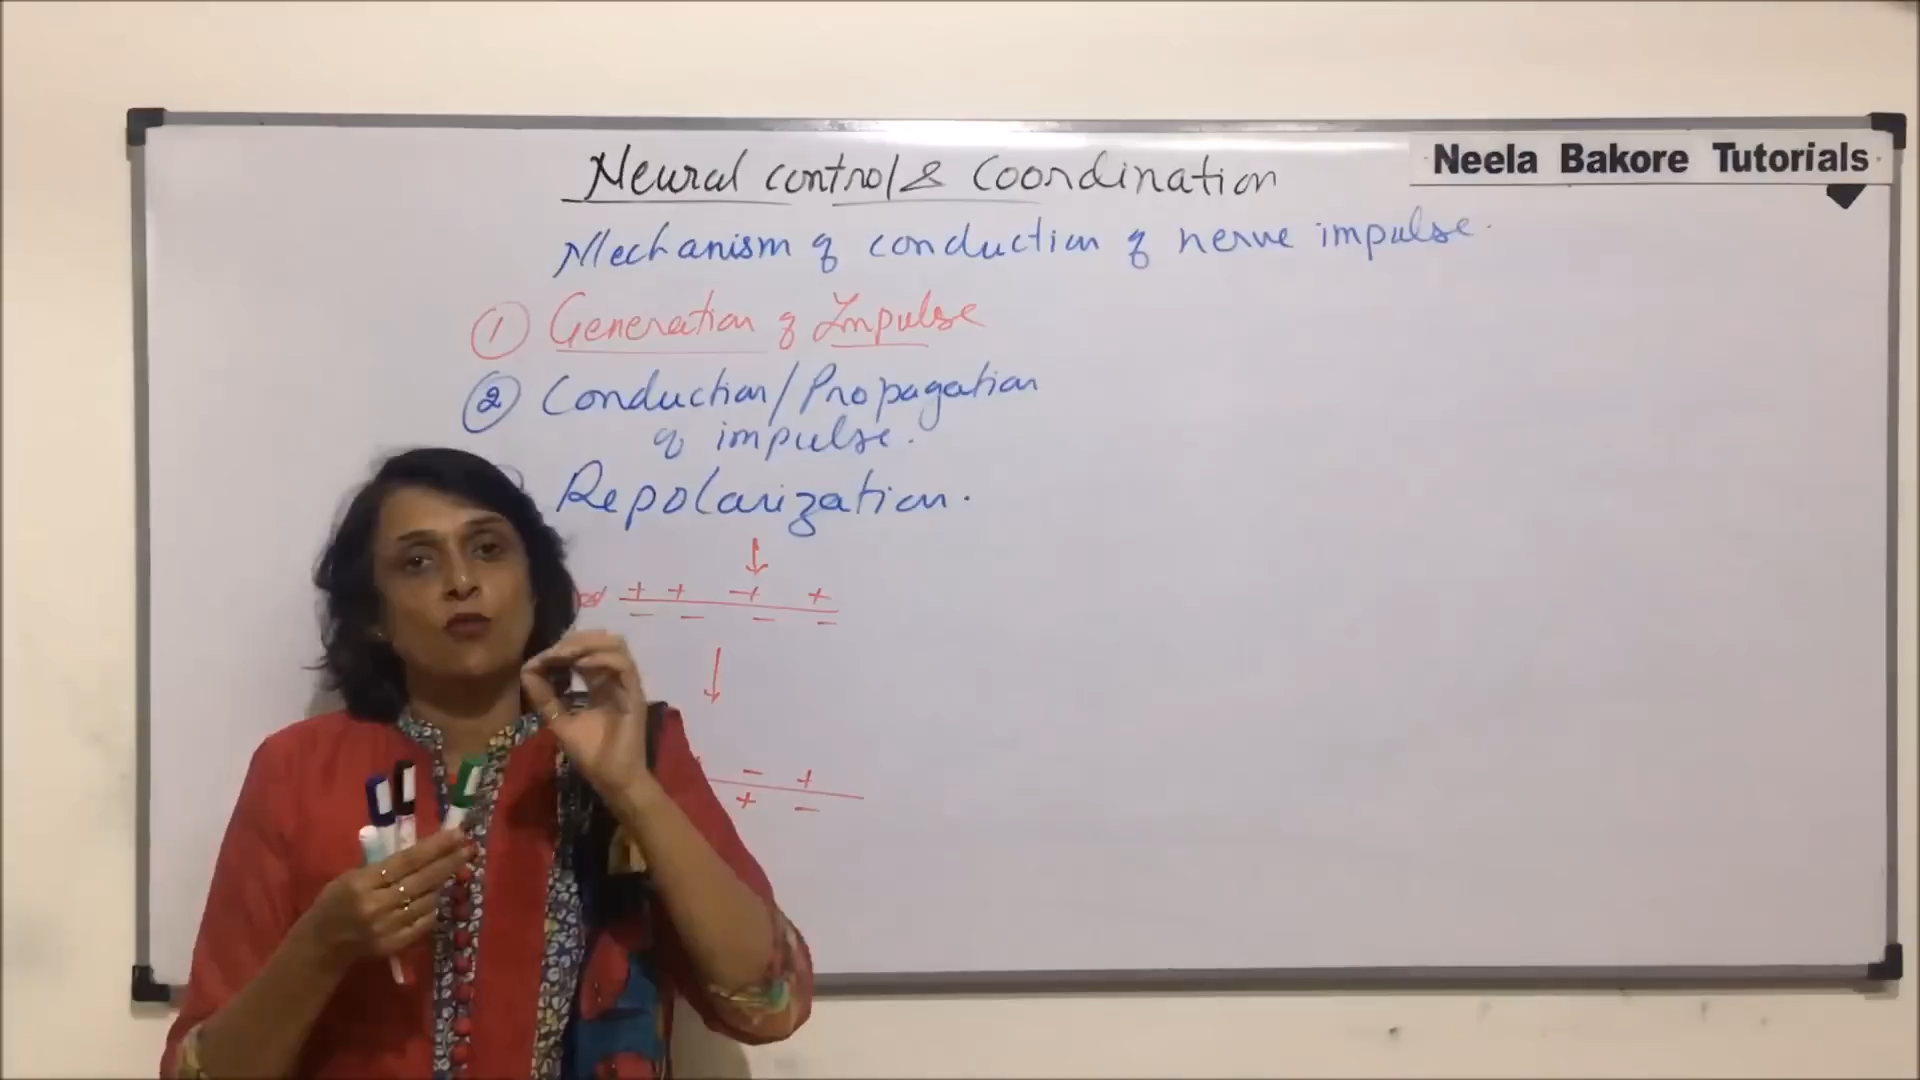 Neela Bakore Tutorials
Neural control & Coordination
Mechanism of conduction of nerve impulse.
① Generation of Impulse
② Conduction/Propagation
of impulse.
Repolarization.
↓
+ + + +
− − − −
↓
− +
+ −